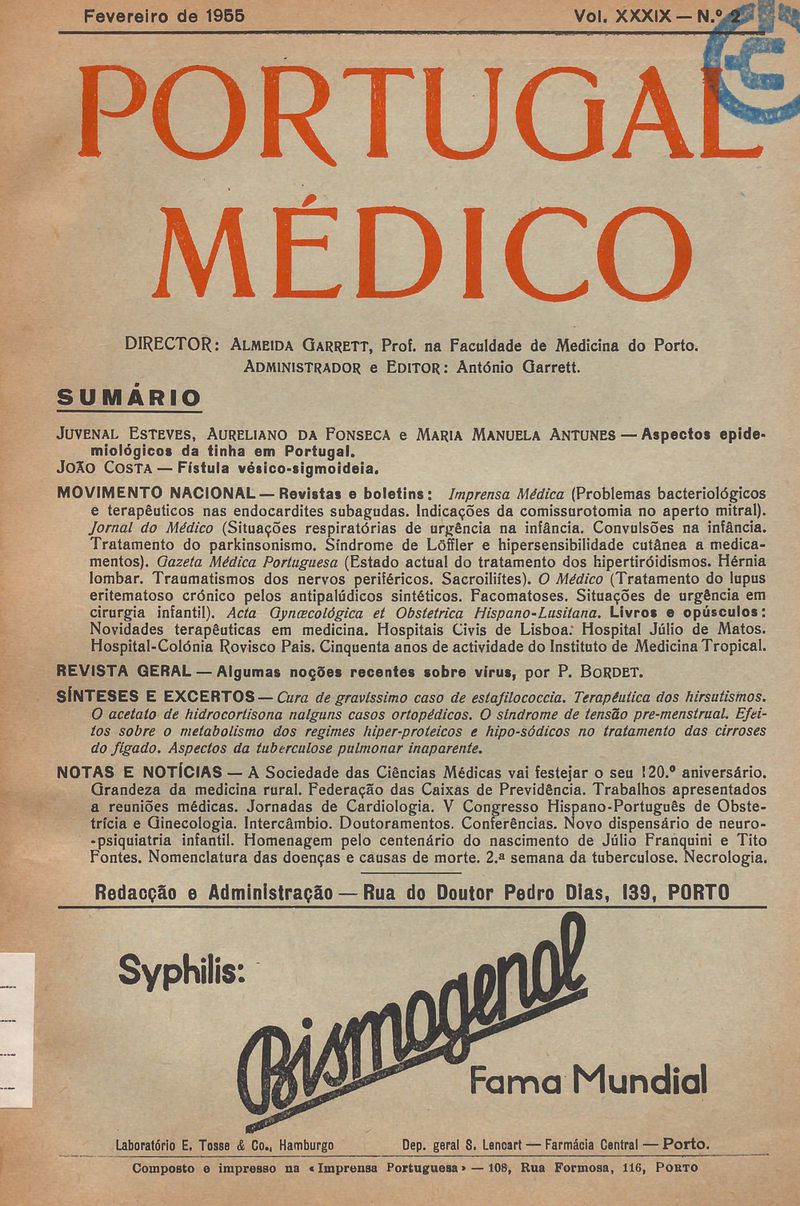 Fevereiro de 1955 Vol. XXXIX — N.º 2
PORTUGAL
MÉDICO
DIRECTOR: ALMEIDA GARRETT, Prof. na Faculdade de Medicina do Porto.
ADMINISTRADOR e EDITOR: António Garrett.
SUMÁRIO
JUVENAL ESTEVES, AURELIANO DA FONSECA e MARIA MANUELA ANTUNES — Aspectos epide-
miológicos da tinha em Portugal.
JOÃO COSTA — Fístula vésico-sigmoideia.
MOVIMENTO NACIONAL — Revistas e boletins: Imprensa Médica (Problemas bacteriológicos
e terapêuticos nas endocardites subagudas. Indicações da comissurotomia no aperto mitral).
Jornal do Médico (Situações respiratórias de urgência na infância. Convulsões na infância.
Tratamento do parkinsonismo. Síndrome de Löffler e hipersensibilidade cutânea a medica-
mentos). Gazeta Médica Portuguesa (Estado actual do tratamento dos hipertiróidismos. Hérnia
lombar. Traumatismos dos nervos periféricos. Sacroiliítes). O Médico (Tratamento do lupus
eritematoso crónico pelos antipalúdicos sintéticos. Facomatoses. Situações de urgência em
cirurgia infantil). Acta Gynœcológica et Obstetrica Hispano-Lusitana. Livros e opúsculos:
Novidades terapêuticas em medicina. Hospitais Civis de Lisboa. Hospital Júlio de Matos.
Hospital-Colónia Rovisco Pais. Cinquenta anos de actividade do Instituto de Medicina Tropical.
REVISTA GERAL — Algumas noções recentes sobre vírus, por P. BORDET.
SÍNTESES E EXCERTOS — Cura de gravíssimo caso de estafilococcia. Terapêutica dos hirsutismos.
O acetato de hidrocortisona nalguns casos ortopédicos. O síndrome de tensão pre-menstrual. Efei-
tos sobre o metabolismo dos regimes hiper-proteicos e hipo-sódicos no tratamento das cirroses
do fígado. Aspectos da tuberculose pulmonar inaparente.
NOTAS E NOTÍCIAS — A Sociedade das Ciências Médicas vai festejar o seu 120.º aniversário.
Grandeza da medicina rural. Federação das Caixas de Previdência. Trabalhos apresentados
a reuniões médicas. Jornadas de Cardiologia. V Congresso Hispano-Português de Obste-
trícia e Ginecologia. Intercâmbio. Doutoramentos. Conferências. Novo dispensário de neuro-
-psiquiatria infantil. Homenagem pelo centenário do nascimento de Júlio Franquini e Tito
Fontes. Nomenclatura das doenças e causas de morte. 2.ª semana da tuberculose. Necrologia.
Redacção e Administração — Rua do Doutor Pedro Dias, 139, PORTO
Syphilis:
Bismogenol
Fama Mundial
Laboratório E. Tosse & Co., Hamburgo Dep. geral S. Lencart — Farmácia Central — Porto.
Composto e impresso na «Imprensa Portuguesa» — 108, Rua Formosa, 116, PORTO